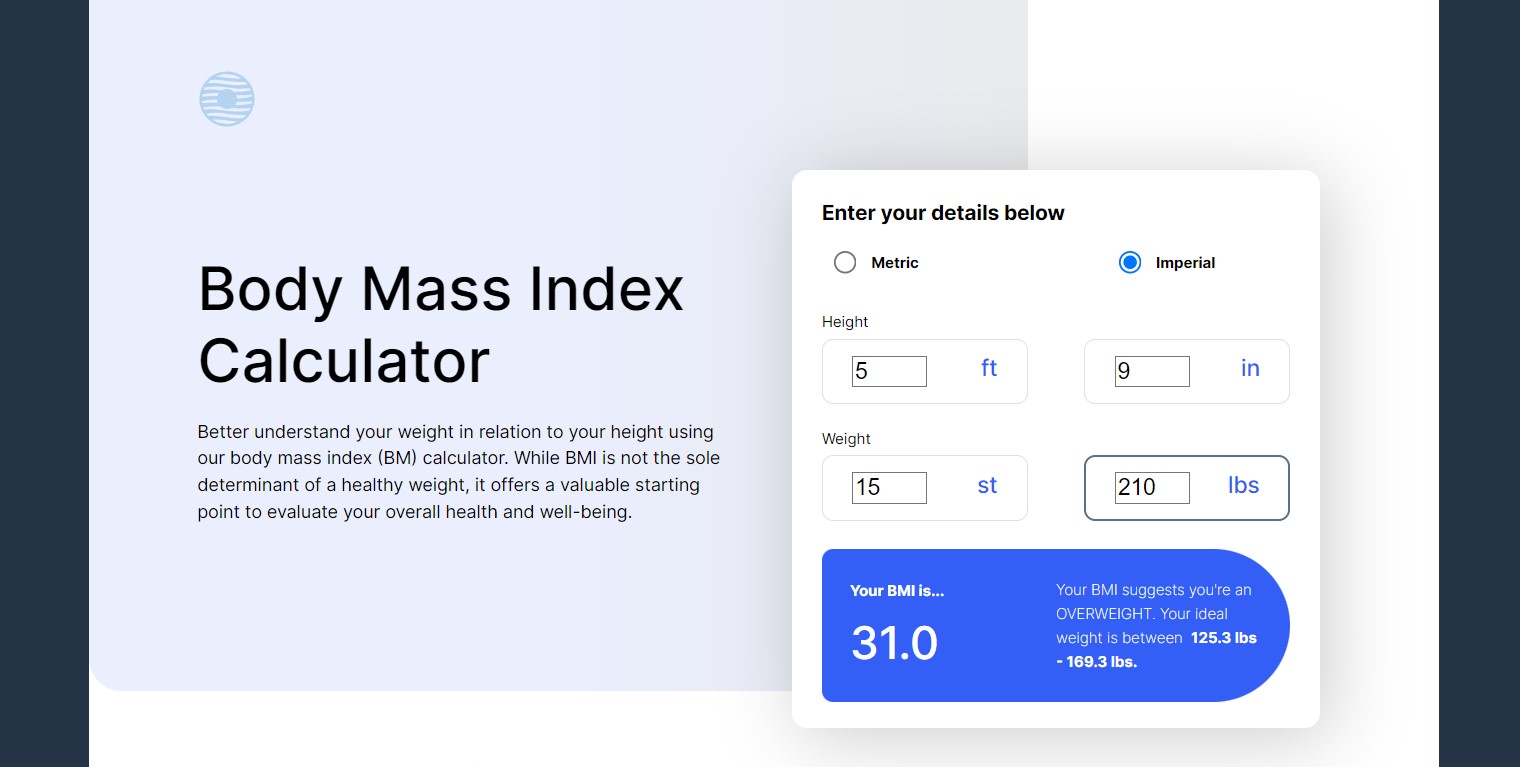 Body Mass Index
Calculator
Better understand your weight in relation to your height using
our body mass index (BM) calculator. While BMI is not the sole
determinant of a healthy weight, it offers a valuable starting
point to evaluate your overall health and well-being.
Enter your details below
Metric
Imperial
Height
5 ft
9 in
Weight
15 st
210 lbs
Your BMI is...
31.0
Your BMI suggests you're an
OVERWEIGHT. Your ideal
weight is between 125.3 lbs
- 169.3 lbs.